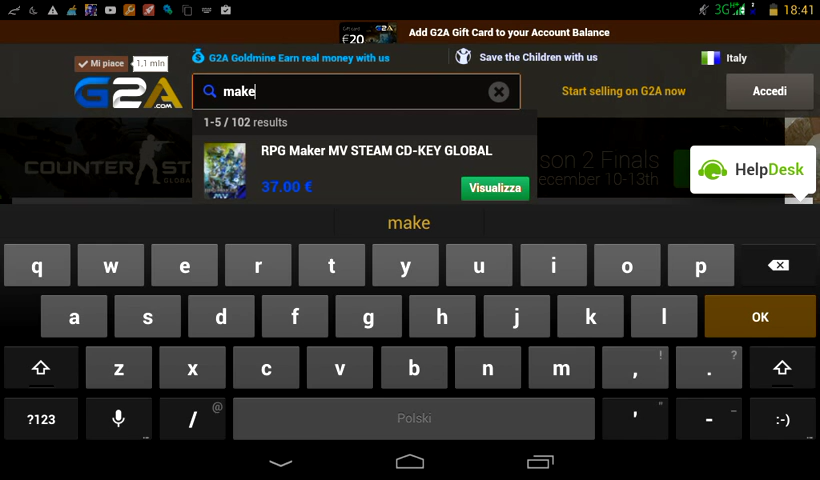 3G 18:41
€20 Add G2A Gift Card to your Account Balance
Mi piace 1,1 mln
G2A Goldmine Earn real money with us
Save the Children with us
Italy
G2A
.COM
make
Start selling on G2A now
Accedi
1-5 / 102 results
RPG Maker MV STEAM CD-KEY GLOBAL
37.00 €
Visualizza
COUNTER ST
GLOBAL
son 2 Finals
ecember 10-13th
HelpDesk
make
q w e r t y u i o p
a s d f g h j k l OK
z x c v b n m , ! . ?
?123 ... / @ Polski ' " - _ :-) ...